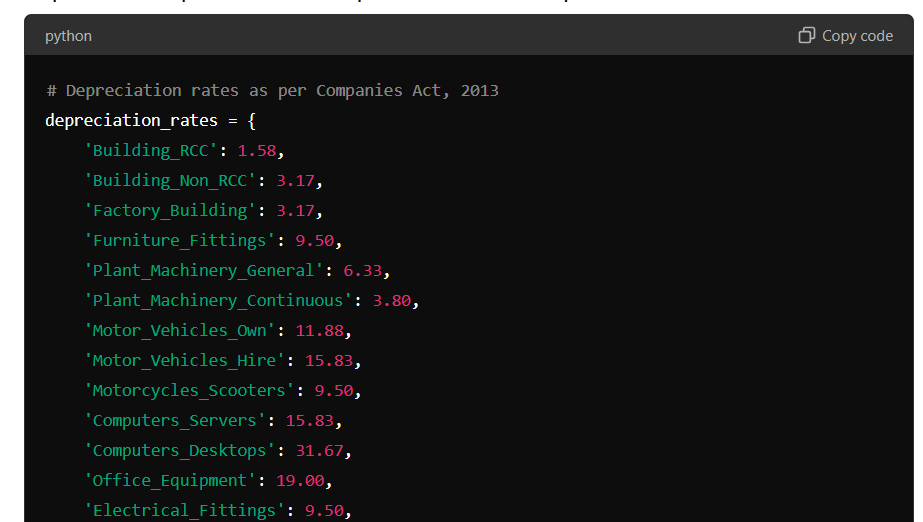 python
Copy code
# Depreciation rates as per Companies Act, 2013
depreciation_rates = {
    'Building_RCC': 1.58,
    'Building_Non_RCC': 3.17,
    'Factory_Building': 3.17,
    'Furniture_Fittings': 9.50,
    'Plant_Machinery_General': 6.33,
    'Plant_Machinery_Continuous': 3.80,
    'Motor_Vehicles_Own': 11.88,
    'Motor_Vehicles_Hire': 15.83,
    'Motorcycles_Scooters': 9.50,
    'Computers_Servers': 15.83,
    'Computers_Desktops': 31.67,
    'Office_Equipment': 19.00,
    'Electrical_Fittings': 9.50,